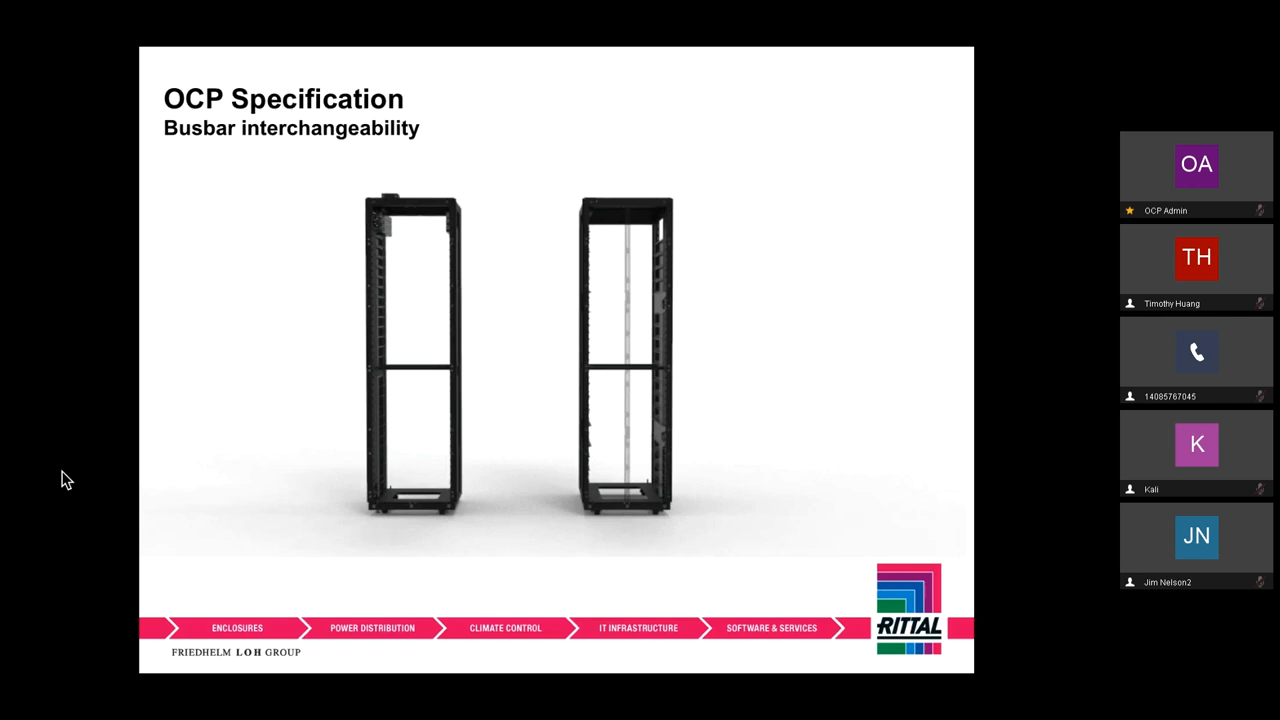 OCP Specification
Busbar interchangeability
ENCLOSURES
POWER DISTRIBUTION
CLIMATE CONTROL
IT INFRASTRUCTURE
SOFTWARE & SERVICES
RITTAL
FRIEDHELM LOH GROUP
OA
OCP Admin
TH
Timothy Huang
14085767045
K
Kali
JN
Jim Nelson2